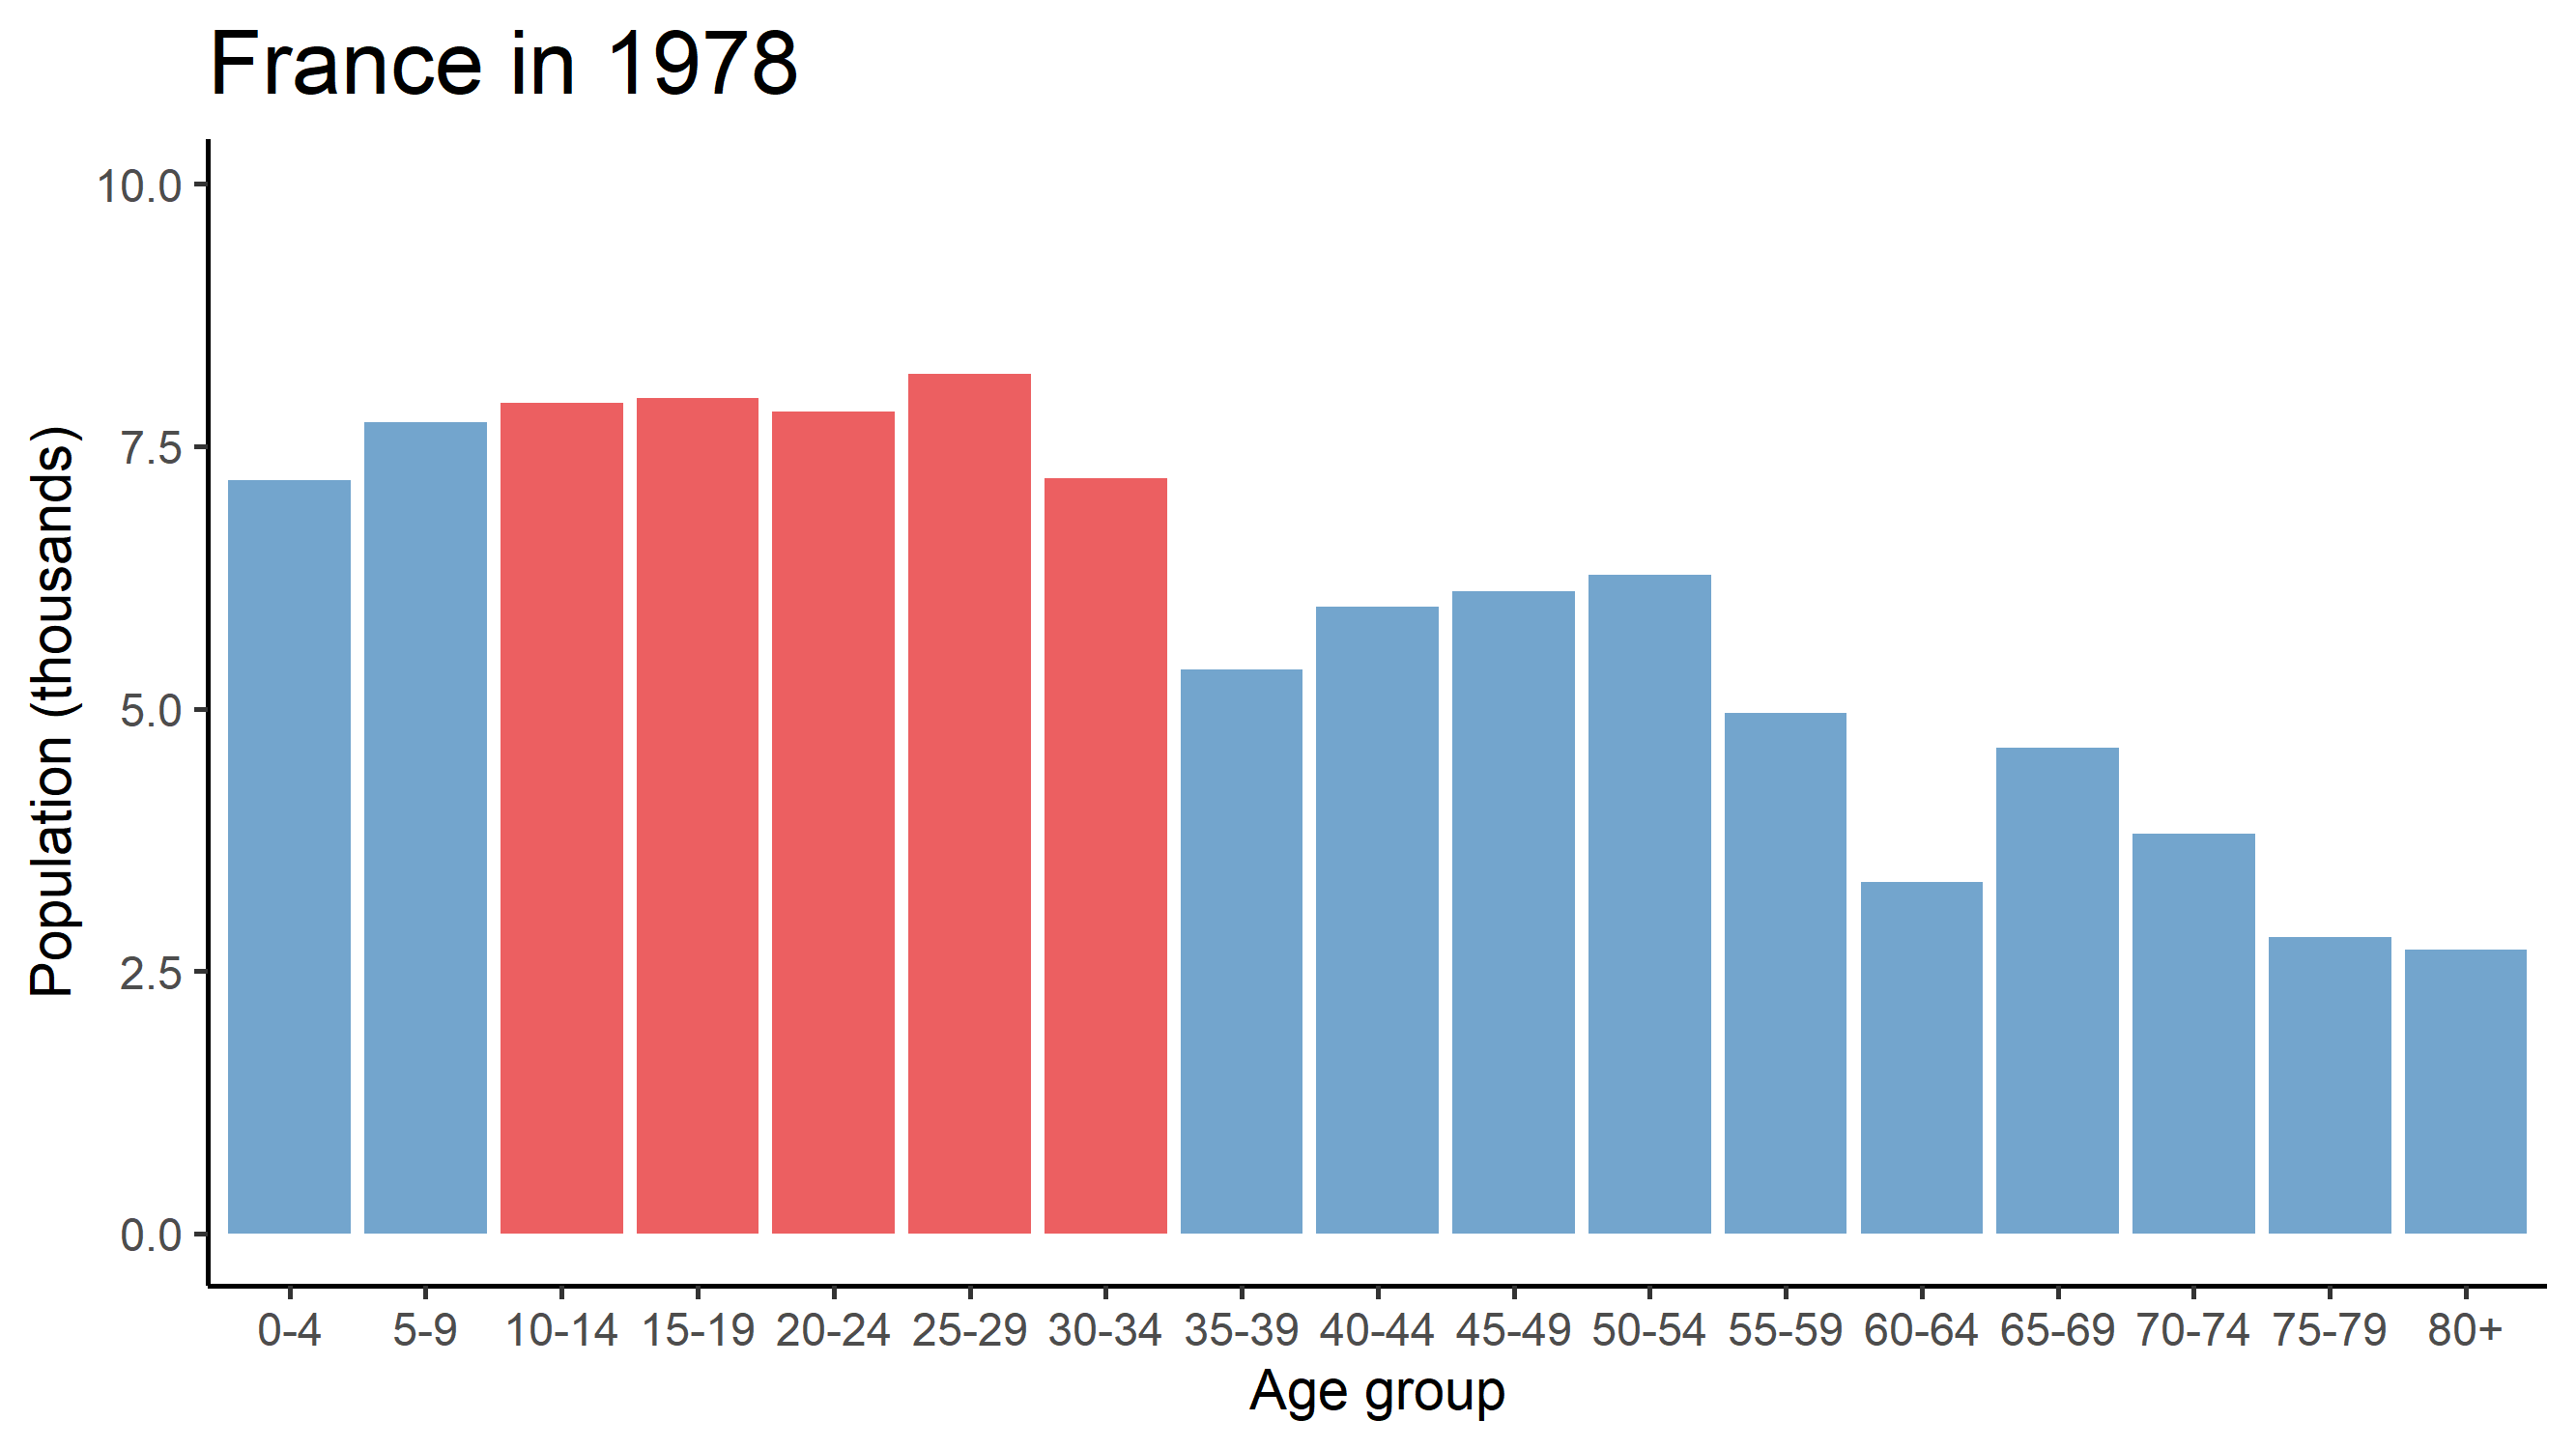 France in 1978
Population (thousands)
10.0
7.5
5.0
2.5
0.0
0-4 5-9 10-14 15-19 20-24 25-29 30-34 35-39 40-44 45-49 50-54 55-59 60-64 65-69 70-74 75-79 80+
Age group